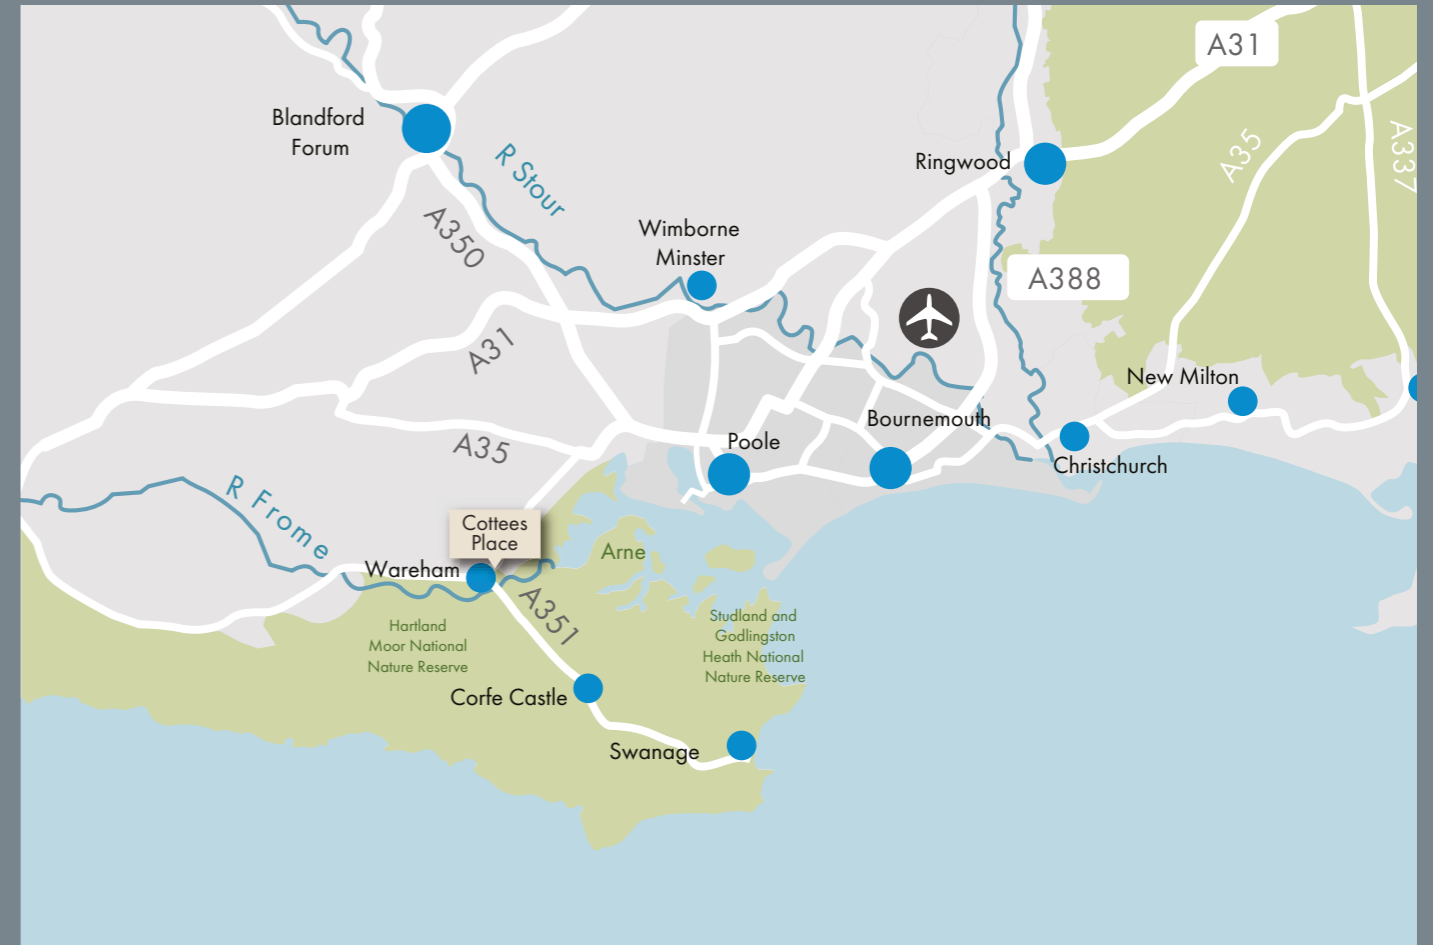 A31
Blandford
Forum
R Stour
Ringwood
A35
A337
A350
Wimborne
Minster
A388
A31
New Milton
Bournemouth
A35
Poole
Christchurch
R Frome
Cottees
Place
Arne
Wareham
A351
Hartland
Moor National
Nature Reserve
Studland and
Godlingston
Heath National
Nature Reserve
Corfe Castle
Swanage